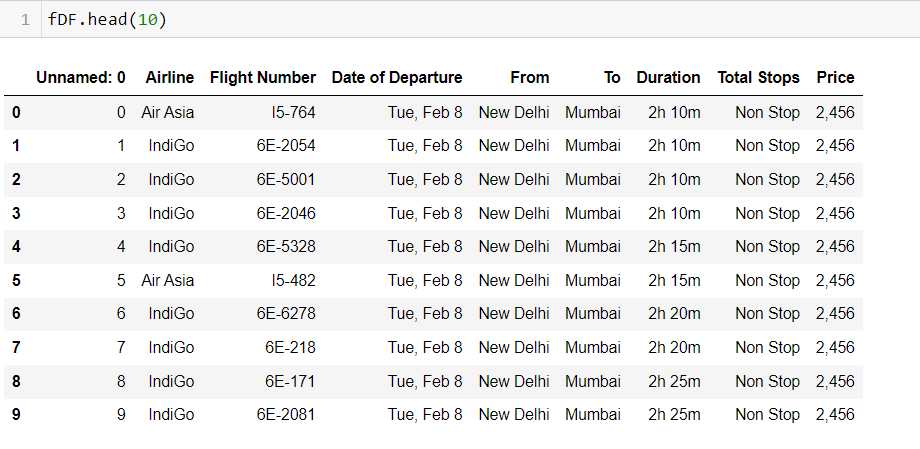 1 fDF.head(10)
Unnamed: 0 Airline Flight Number Date of Departure From To Duration Total Stops Price
0 0 Air Asia I5-764 Tue, Feb 8 New Delhi Mumbai 2h 10m Non Stop 2,456
1 1 IndiGo 6E-2054 Tue, Feb 8 New Delhi Mumbai 2h 10m Non Stop 2,456
2 2 IndiGo 6E-5001 Tue, Feb 8 New Delhi Mumbai 2h 10m Non Stop 2,456
3 3 IndiGo 6E-2046 Tue, Feb 8 New Delhi Mumbai 2h 10m Non Stop 2,456
4 4 IndiGo 6E-5328 Tue, Feb 8 New Delhi Mumbai 2h 15m Non Stop 2,456
5 5 Air Asia I5-482 Tue, Feb 8 New Delhi Mumbai 2h 15m Non Stop 2,456
6 6 IndiGo 6E-6278 Tue, Feb 8 New Delhi Mumbai 2h 20m Non Stop 2,456
7 7 IndiGo 6E-218 Tue, Feb 8 New Delhi Mumbai 2h 20m Non Stop 2,456
8 8 IndiGo 6E-171 Tue, Feb 8 New Delhi Mumbai 2h 25m Non Stop 2,456
9 9 IndiGo 6E-2081 Tue, Feb 8 New Delhi Mumbai 2h 25m Non Stop 2,456